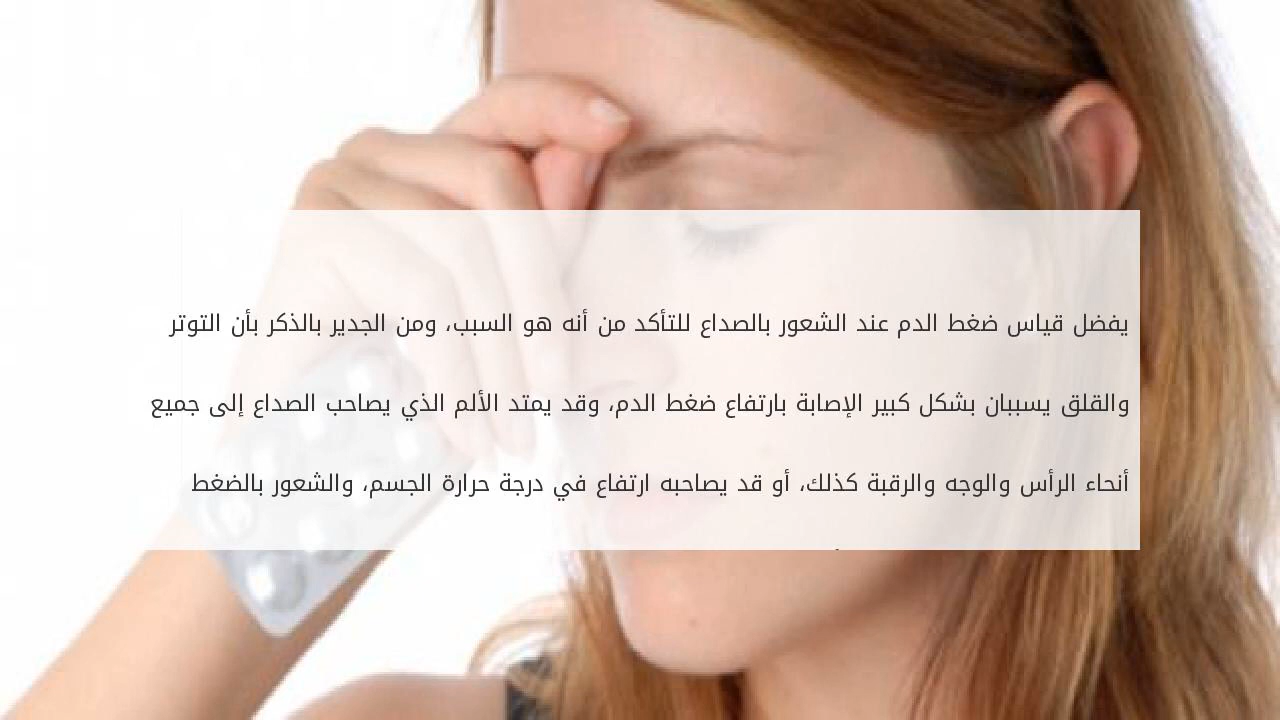 يفضل قياس ضغط الدم عند الشعور بالصداع للتأكد من أنه هو السبب، ومن الجدير بالذكر بأن التوتر
والقلق يسببان بشكل كبير الإصابة بارتفاع ضغط الدم، وقد يمتد الألم الذي يصاحب الصداع إلى جميع
أنحاء الرأس والوجه والرقبة كذلك، أو قد يصاحبه ارتفاع في درجة حرارة الجسم، والشعور بالضغط